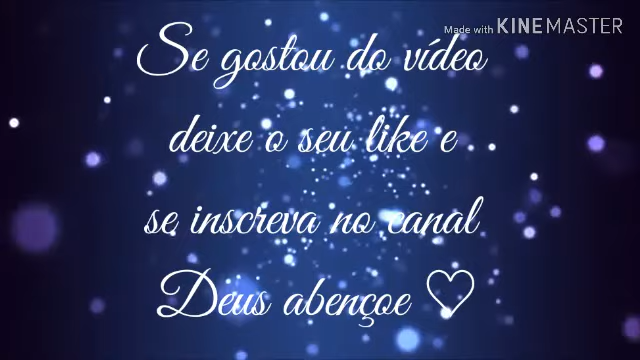 Made with KINEMASTER
Se gostou do vídeo
deixe o seu like e
se inscreva no canal
Deus abençoe ♡